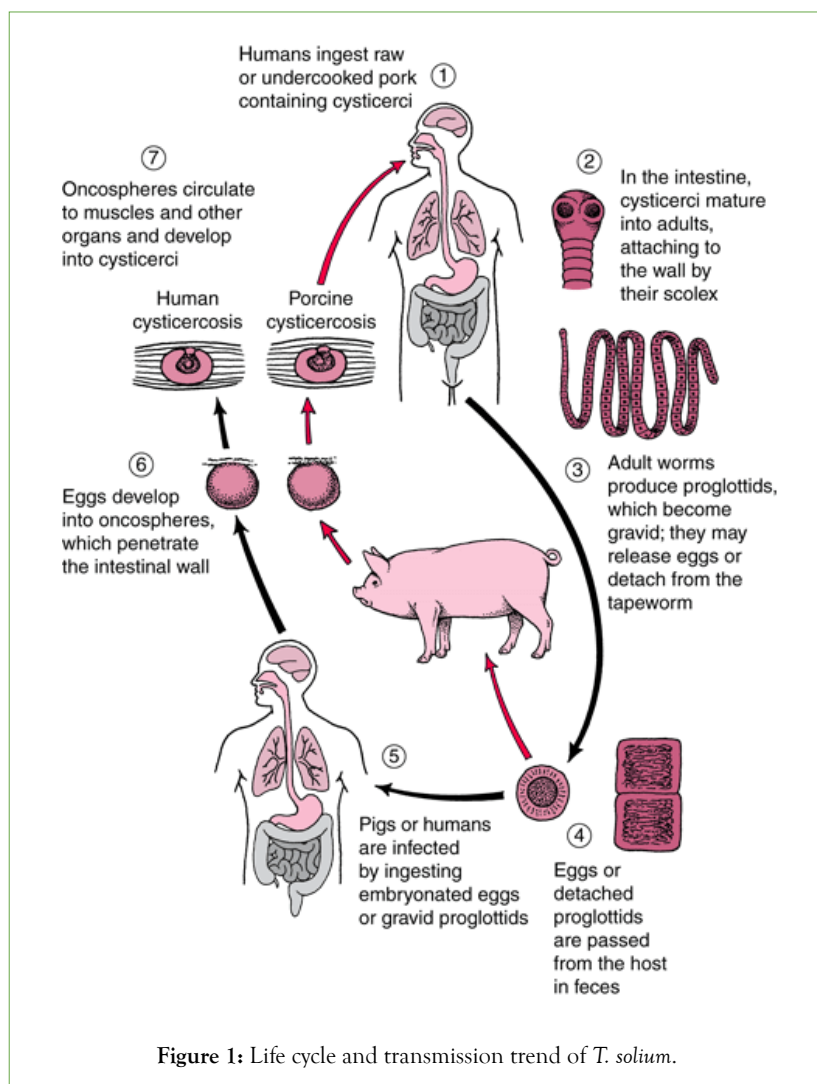 ①
Humans ingest raw
or undercooked pork
containing cysticerci
②
In the intestine,
cysticerci mature
into adults,
attaching to
the wall by
their scolex
③
Adult worms
produce proglottids,
which become
gravid; they may
release eggs or
detach from the
tapeworm
④
Eggs or
detached
proglottids
are passed
from the host
in feces
⑤
Pigs or humans
are infected
by ingesting
embryonated eggs
or gravid proglottids
⑥
Eggs develop
into oncospheres,
which penetrate
the intestinal wall
⑦
Oncospheres circulate
to muscles and other
organs and develop
into cysticerci
Human
cysticercosis
Porcine
cysticercosis
Figure 1: Life cycle and transmission trend of T. solium.